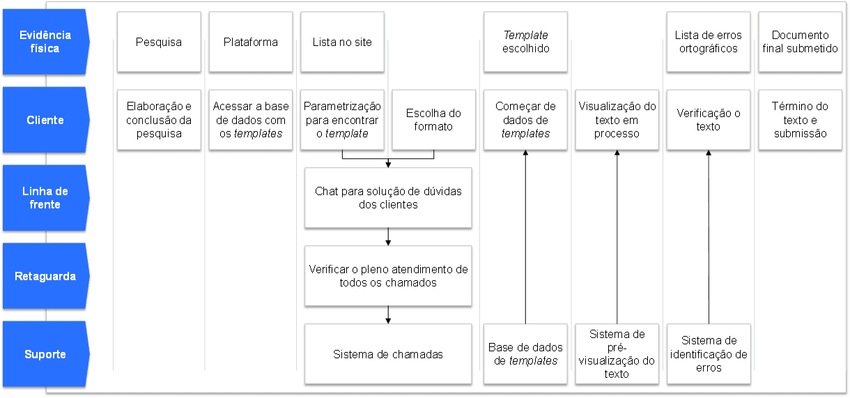 Evidência
física
Pesquisa
Plataforma
Lista no site
Template
escolhido
Lista de erros
ortográficos
Documento
final submetido
Cliente
Elaboração e
conclusão da
pesquisa
Acessar a base
de dados com
os templates
Parametrização
para encontrar
o template
Escolha do
formato
Começar de
dados de
templates
Visualização do
texto em
processo
Verificação o
texto
Término do
texto e
submissão
Linha de
frente
Chat para solução de dúvidas
dos clientes
Retaguarda
Verificar o pleno atendimento de
todos os chamados
Suporte
Sistema de chamadas
Base de dados
de templates
Sistema de
pré-
visualização do
texto
Sistema de
identificação de
erros